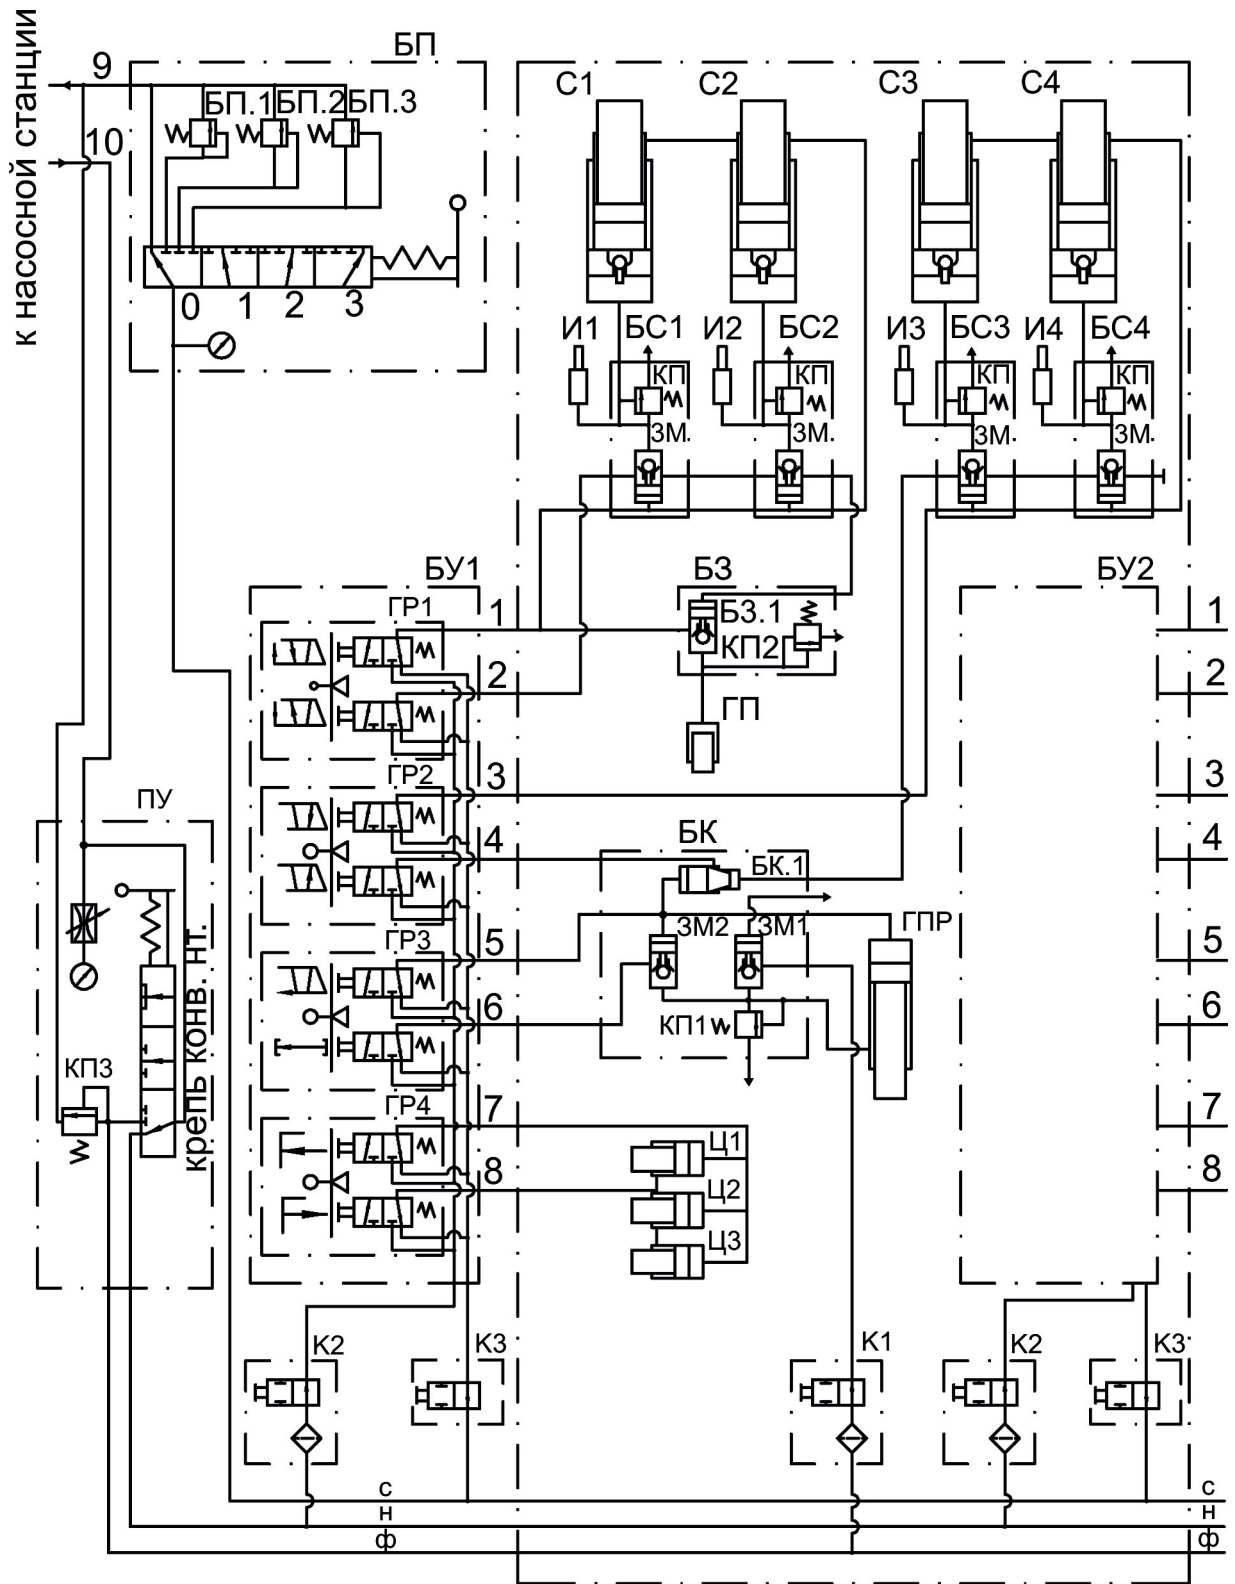 к насосной станции
9
10
БП
БП.1
БП.2
БП.3
0
1
2
3
С1
С2
С3
С4
И1
БС1
И2
БС2
И3
БС3
И4
БС4
КП
КП
КП
КП
ЗМ
ЗМ
ЗМ
ЗМ
БУ1
БЗ
БУ2
ГР1
1
БЗ.1
КП2
2
ГП
ГР2
3
4
БК
БК.1
ГР3
5
6
ЗМ2
ЗМ1
ГПР
КП1
ГР4
7
8
Ц1
Ц2
Ц3
1
2
3
4
5
6
7
8
ПУ
КП3
крепь конв. нт.
К2
К3
К1
К2
К3
с
н
ф
с
н
ф